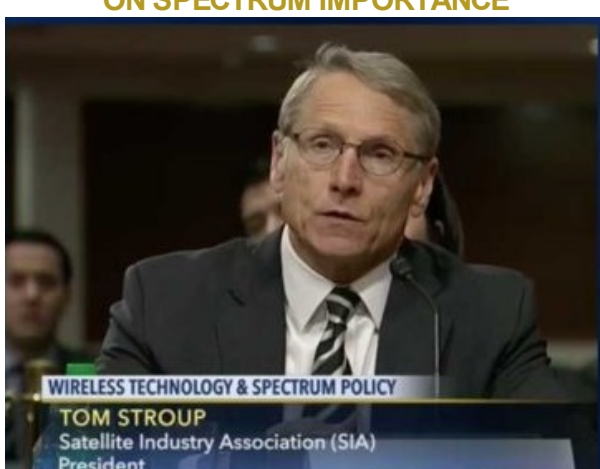 ON SPECTRUM IMPORTANCE
WIRELESS TECHNOLOGY & SPECTRUM POLICY
TOM STROUP
Satellite Industry Association (SIA)
President